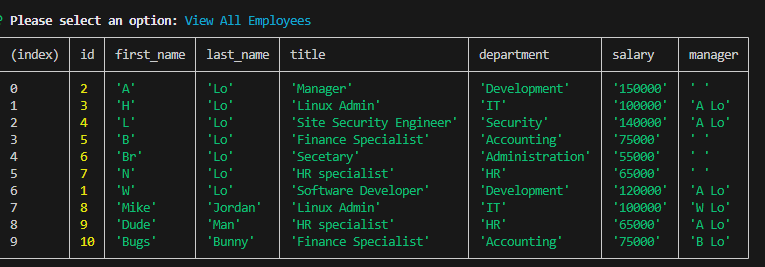 ? Please select an option: View All Employees
(index) id first_name last_name title department salary manager
0 2 'A' 'Lo' 'Manager' 'Development' '150000' ' '
1 3 'H' 'Lo' 'Linux Admin' 'IT' '100000' 'A Lo'
2 4 'L' 'Lo' 'Site Security Engineer' 'Security' '140000' 'A Lo'
3 5 'B' 'Lo' 'Finance Specialist' 'Accounting' '75000' ' '
4 6 'Br' 'Lo' 'Secetary' 'Administration' '55000' ' '
5 7 'N' 'Lo' 'HR specialist' 'HR' '65000' ' '
6 1 'W' 'Lo' 'Software Developer' 'Development' '120000' 'A Lo'
7 8 'Mike' 'Jordan' 'Linux Admin' 'IT' '100000' 'W Lo'
8 9 'Dude' 'Man' 'HR specialist' 'HR' '65000' 'A Lo'
9 10 'Bugs' 'Bunny' 'Finance Specialist' 'Accounting' '75000' 'B Lo'